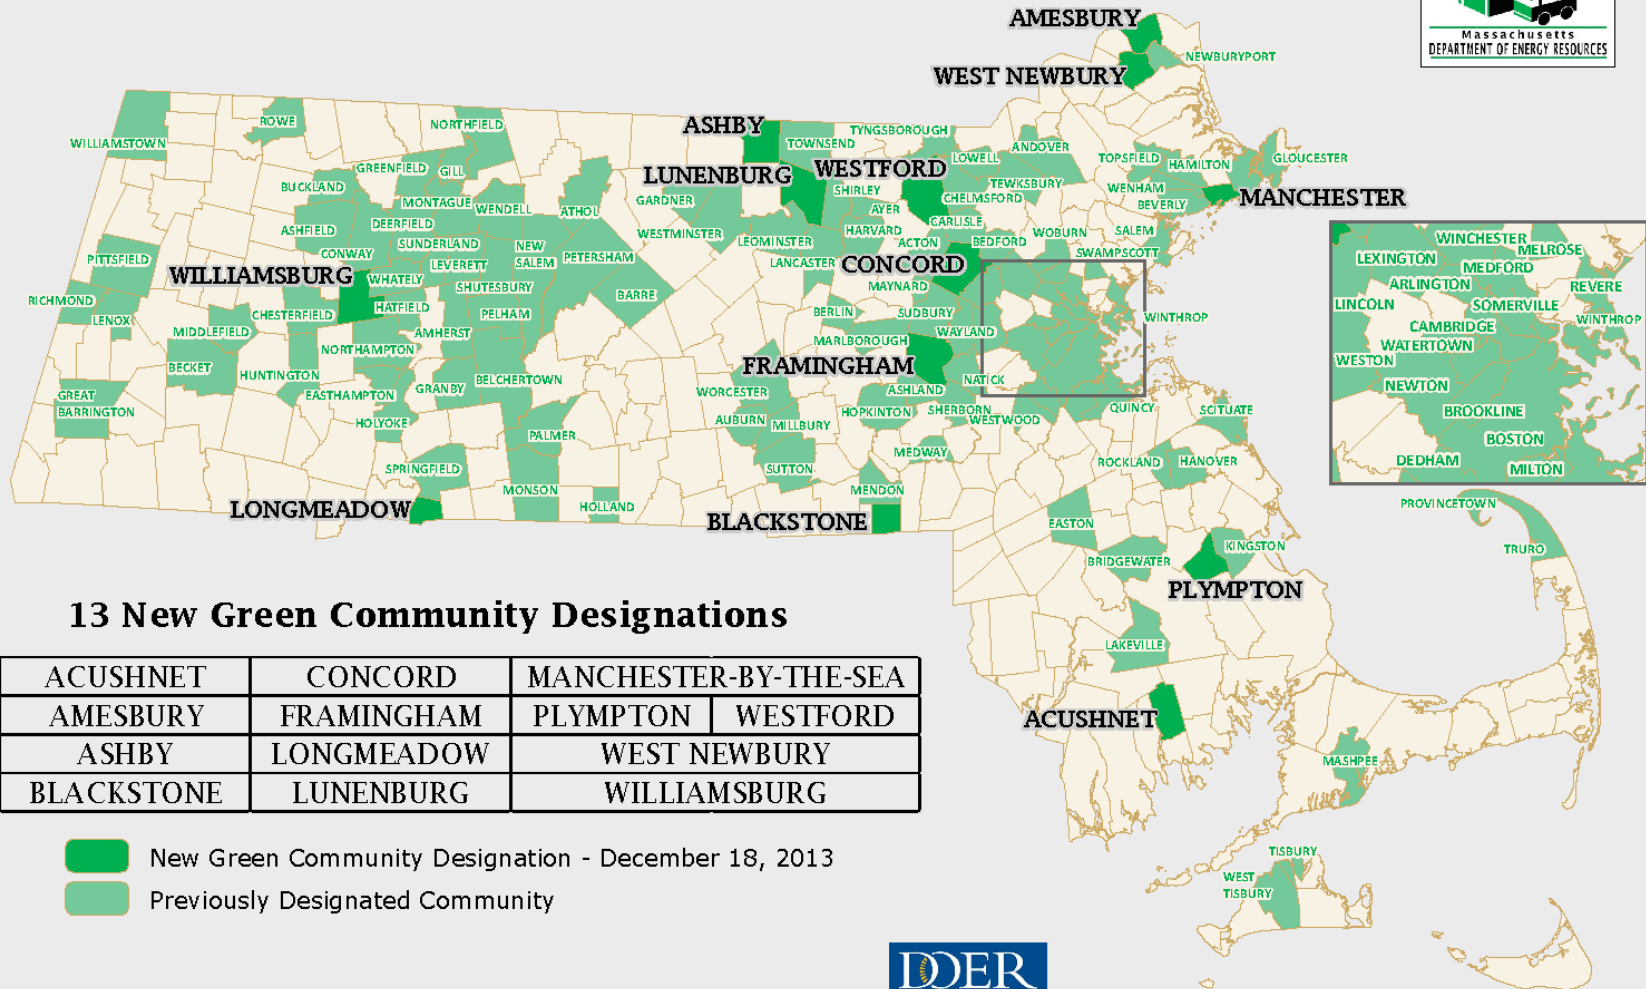 AMESBURY
Massachusetts
DEPARTMENT OF ENERGY RESOURCES
NEWBURYPORT
WEST NEWBURY
ROWE
NORTHFIELD
ASHBY
TYNGSBOROUGH
WILLIAMSTOWN
TOWNSEND
LOWELL
ANDOVER
TOPSFIELD
HAMILTON
GLOUCESTER
GREENFIELD
GILL
LUNENBURG
WESTFORD
BUCKLAND
SHIRLEY
TEWKSBURY
WENHAM
MANCHESTER
MONTAGUE
WENDELL
ATHOL
GARDNER
AYER
CHELMSFORD
BEVERLY
ASHFIELD
DEERFIELD
WESTMINSTER
HARVARD
CARLISLE
WOBURN
SALEM
SUNDERLAND
NEW
SALEM
LEOMINSTER
ACTON
BEDFORD
SWAMPSCOTT
CONWAY
LEVERETT
PETERSHAM
LANCASTER
CONCORD
PITTSFIELD
WILLIAMSBURG
WHATELY
SHUTESBURY
BARRE
MAYNARD
RICHMOND
LENOX
CHESTERFIELD
HATFIELD
PELHAM
BERLIN
SUDBURY
WINTHROP
MIDDLEFIELD
AMHERST
MARLBOROUGH
WAYLAND
NORTHAMPTON
FRAMINGHAM
BECKET
HUNTINGTON
BELCHERTOWN
NATICK
GREAT
BARRINGTON
EASTHAMPTON
GRANBY
WORCESTER
ASHLAND
HOLYOKE
AUBURN
MILLBURY
HOPKINTON
SHERBORN
WESTWOOD
QUINCY
SCITUATE
PALMER
MEDWAY
SPRINGFIELD
SUTTON
ROCKLAND
HANOVER
MONSON
HOLLAND
MENDON
LONGMEADOW
BLACKSTONE
EASTON
BRIDGEWATER
KINGSTON
PLYMPTON
LAKEVILLE
ACUSHNET
MASHPEE
TISBURY
WEST
TISBURY
PROVINCETOWN
TRURO
WINCHESTER
MELROSE
LEXINGTON
MEDFORD
ARLINGTON
REVERE
LINCOLN
SOMERVILLE
WINTHROP
CAMBRIDGE
WATERTOWN
WESTON
NEWTON
BROOKLINE
BOSTON
DEDHAM
MILTON
13 New Green Community Designations
ACUSHNET CONCORD MANCHESTER-BY-THE-SEA
AMESBURY FRAMINGHAM PLYMPTON WESTFORD
ASHBY LONGMEADOW WEST NEWBURY
BLACKSTONE LUNENBURG WILLIAMSBURG
New Green Community Designation - December 18, 2013
Previously Designated Community
DOER